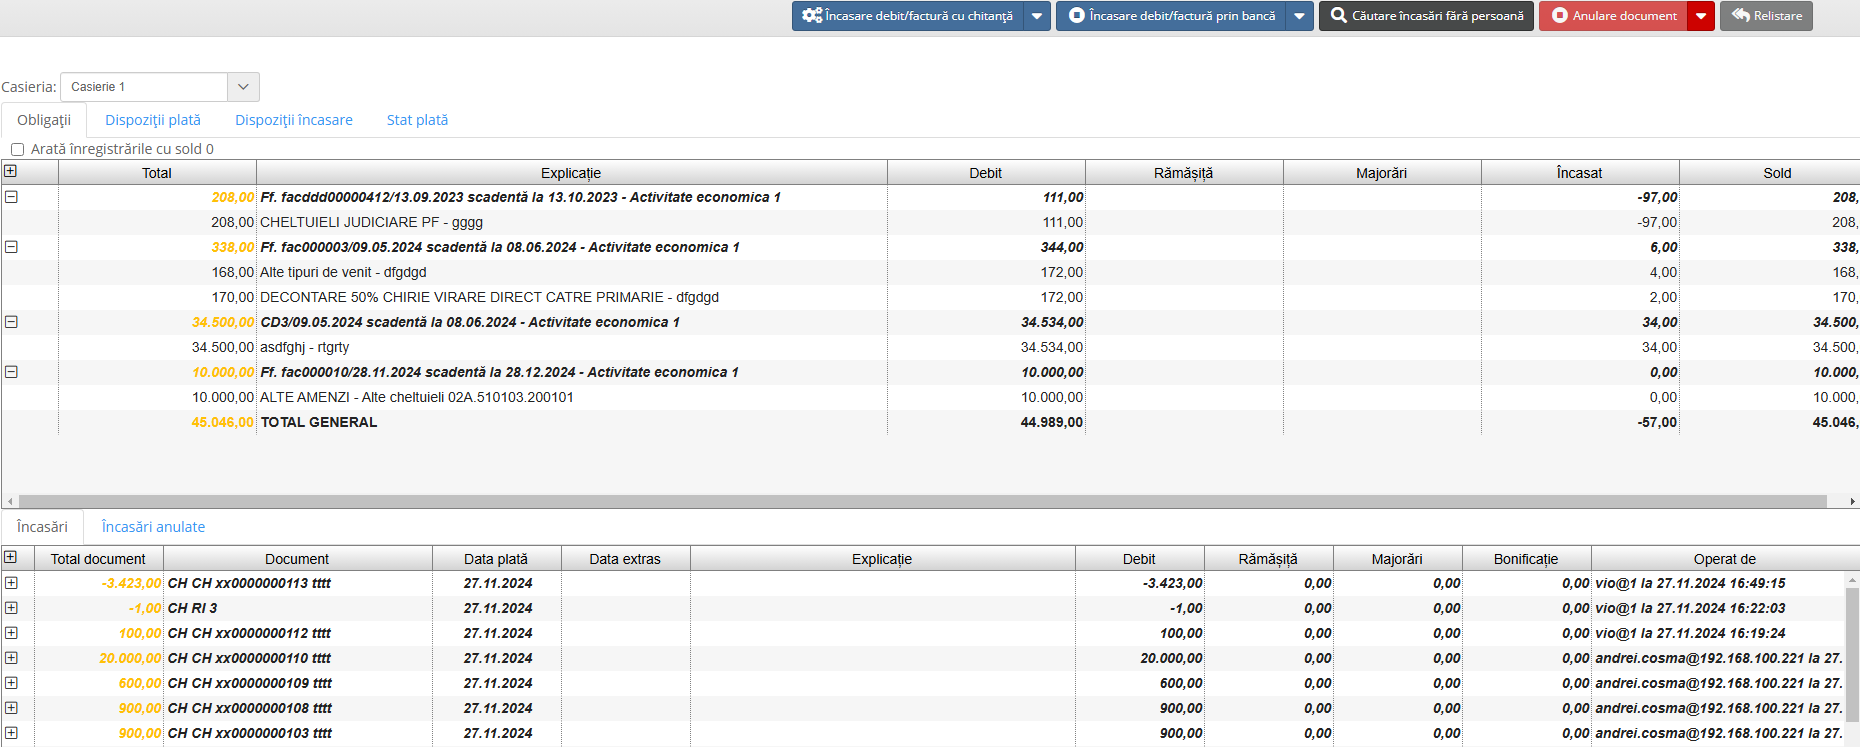 Încasare debit/factură cu chitanţă Încasare debit/factură prin bancă Căutare încasări fără persoană Anulare document Relistare
Casieria: Casierie 1
Obligaţii Dispoziţii plată Dispoziţii încasare Stat plată
Arată înregistrările cu sold 0
Total Explicație Debit Rămășiță Majorări Încasat Sold
208,00 Ff. facddd00000412/13.09.2023 scadentă la 13.10.2023 - Activitate economica 1 111,00 -97,00 208,
208,00 CHELTUIELI JUDICIARE PF - gggg 111,00 -97,00 208,
338,00 Ff. fac000003/09.05.2024 scadentă la 08.06.2024 - Activitate economica 1 344,00 6,00 338,
168,00 Alte tipuri de venit - dfgdgd 172,00 4,00 168,
170,00 DECONTARE 50% CHIRIE VIRARE DIRECT CATRE PRIMARIE - dfgdgd 172,00 2,00 170,
34.500,00 CD3/09.05.2024 scadentă la 08.06.2024 - Activitate economica 1 34.534,00 34,00 34.500,
34.500,00 asdfghj - rtgrty 34.534,00 34,00 34.500,
10.000,00 Ff. fac000010/28.11.2024 scadentă la 28.12.2024 - Activitate economica 1 10.000,00 0,00 10.000,
10.000,00 ALTE AMENZI - Alte cheltuieli 02A.510103.200101 10.000,00 0,00 10.000,
45.046,00 TOTAL GENERAL 44.989,00 -57,00 45.046,
Încasări Încasări anulate
Total document Document Data plată Data extras Explicație Debit Rămășiță Majorări Bonificație Operat de
-3.423,00 CH CH xx0000000113 tttt 27.11.2024 -3.423,00 0,00 0,00 0,00 vio@1 la 27.11.2024 16:49:15
-1,00 CH RI 3 27.11.2024 -1,00 0,00 0,00 0,00 vio@1 la 27.11.2024 16:22:03
100,00 CH CH xx0000000112 tttt 27.11.2024 100,00 0,00 0,00 0,00 vio@1 la 27.11.2024 16:19:24
20.000,00 CH CH xx0000000110 tttt 27.11.2024 20.000,00 0,00 0,00 0,00 andrei.cosma@192.168.100.221 la 27.
600,00 CH CH xx0000000109 tttt 27.11.2024 600,00 0,00 0,00 0,00 andrei.cosma@192.168.100.221 la 27.
900,00 CH CH xx0000000108 tttt 27.11.2024 900,00 0,00 0,00 0,00 andrei.cosma@192.168.100.221 la 27.
900,00 CH CH xx0000000103 tttt 27.11.2024 900,00 0,00 0,00 0,00 andrei.cosma@192.168.100.221 la 27.